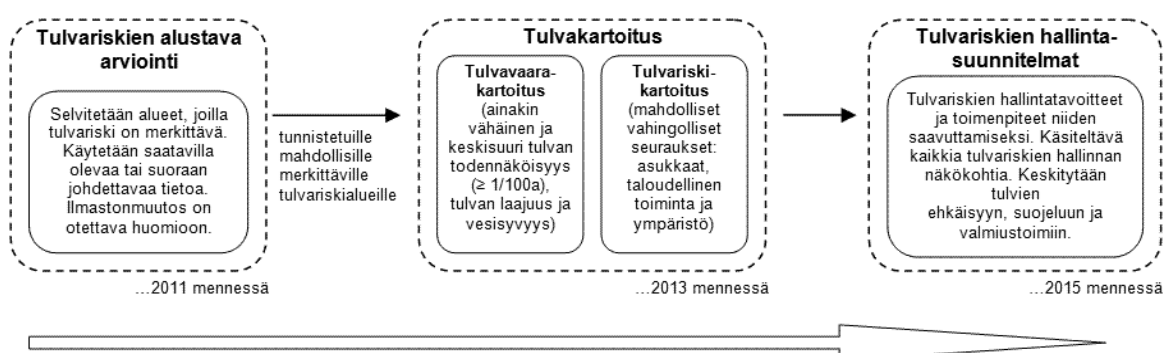 Tulvariskien alustava
arviointi
Selvitetään alueet, joilla
tulvariski on merkittävä.
Käytetään saatavilla
olevaa tai suoraan
johdettavaa tietoa.
Ilmastonmuutos on
otettava huomioon.
…2011 mennessä
tunnistetuille
mahdollisille
merkittäville
tulvariskialueille
Tulvakartoitus
Tulvavaara-
kartoitus
(ainakin
vähäinen ja
keskisuuri tulvan
todennäköisyys
(≥ 1/100a),
tulvan laajuus ja
vesisyvyys)
Tulvariski-
kartoitus
(mahdolliset
vahingolliset
seuraukset:
asukkaat,
taloudellinen
toiminta ja
ympäristö)
…2013 mennessä
Tulvariskien hallinta-
suunnitelmat
Tulvariskien hallintatavoitteet
ja toimenpiteet niiden
saavuttamiseksi. Käsiteltävä
kaikkia tulvariskien hallinnan
näkökohtia. Keskitytään
tulvien
ehkäisyyn, suojeluun ja
valmiustoimiin.
…2015 mennessä